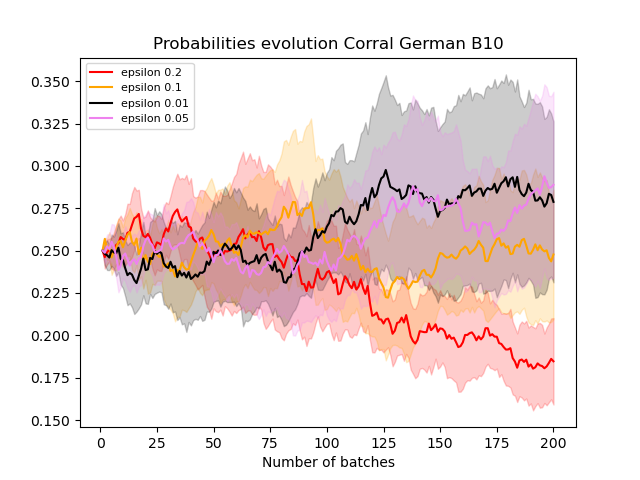 Probabilities evolution Corral German B10
epsilon 0.2
epsilon 0.1
epsilon 0.01
epsilon 0.05
0.350
0.325
0.300
0.275
0.250
0.225
0.200
0.175
0.150
0 25 50 75 100 125 150 175 200
Number of batches